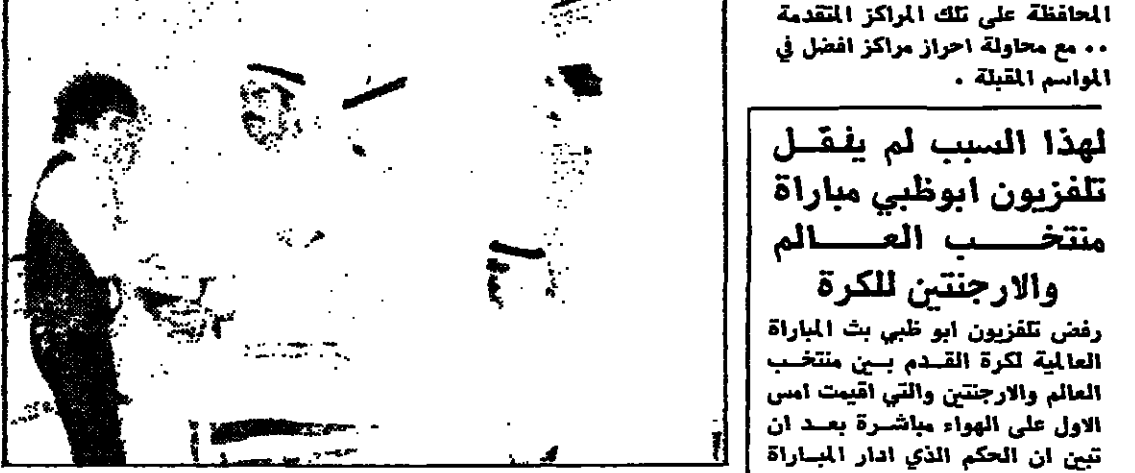 المحافظة على تلك المراكز المتقدمة
.. مع محاولة احراز مراكز افضل في
المواسم المقبلة .
لهذا السبب لم ينقل
تلفزيون ابوظبي مباراة
منتخب العالم
والارجنتين للكرة
رفض تلفزيون ابو ظبي بث المباراة
العالمية لكرة القدم بين منتخب
العالم والارجنتين والتي اقيمت امس
الاول على الهواء مباشرة بعد ان
تبين ان الحكم الذي ادار المباراة